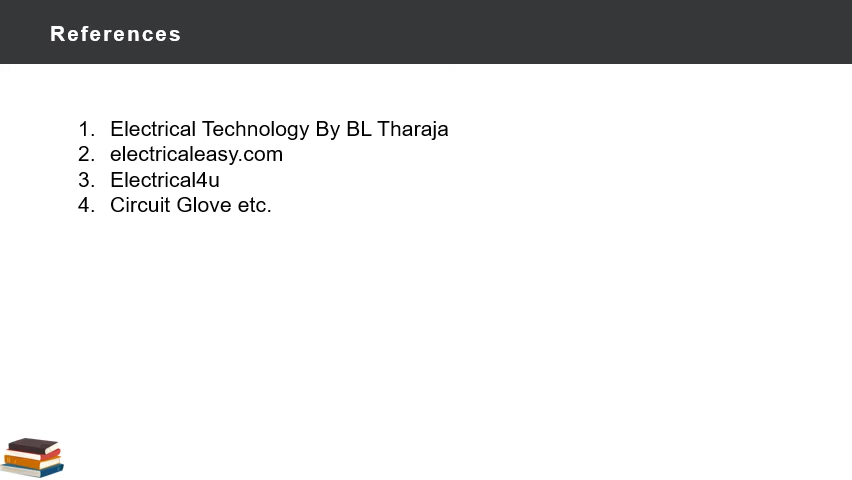 References
1. Electrical Technology By BL Tharaja
2. electricaleasy.com
3. Electrical4u
4. Circuit Glove etc.